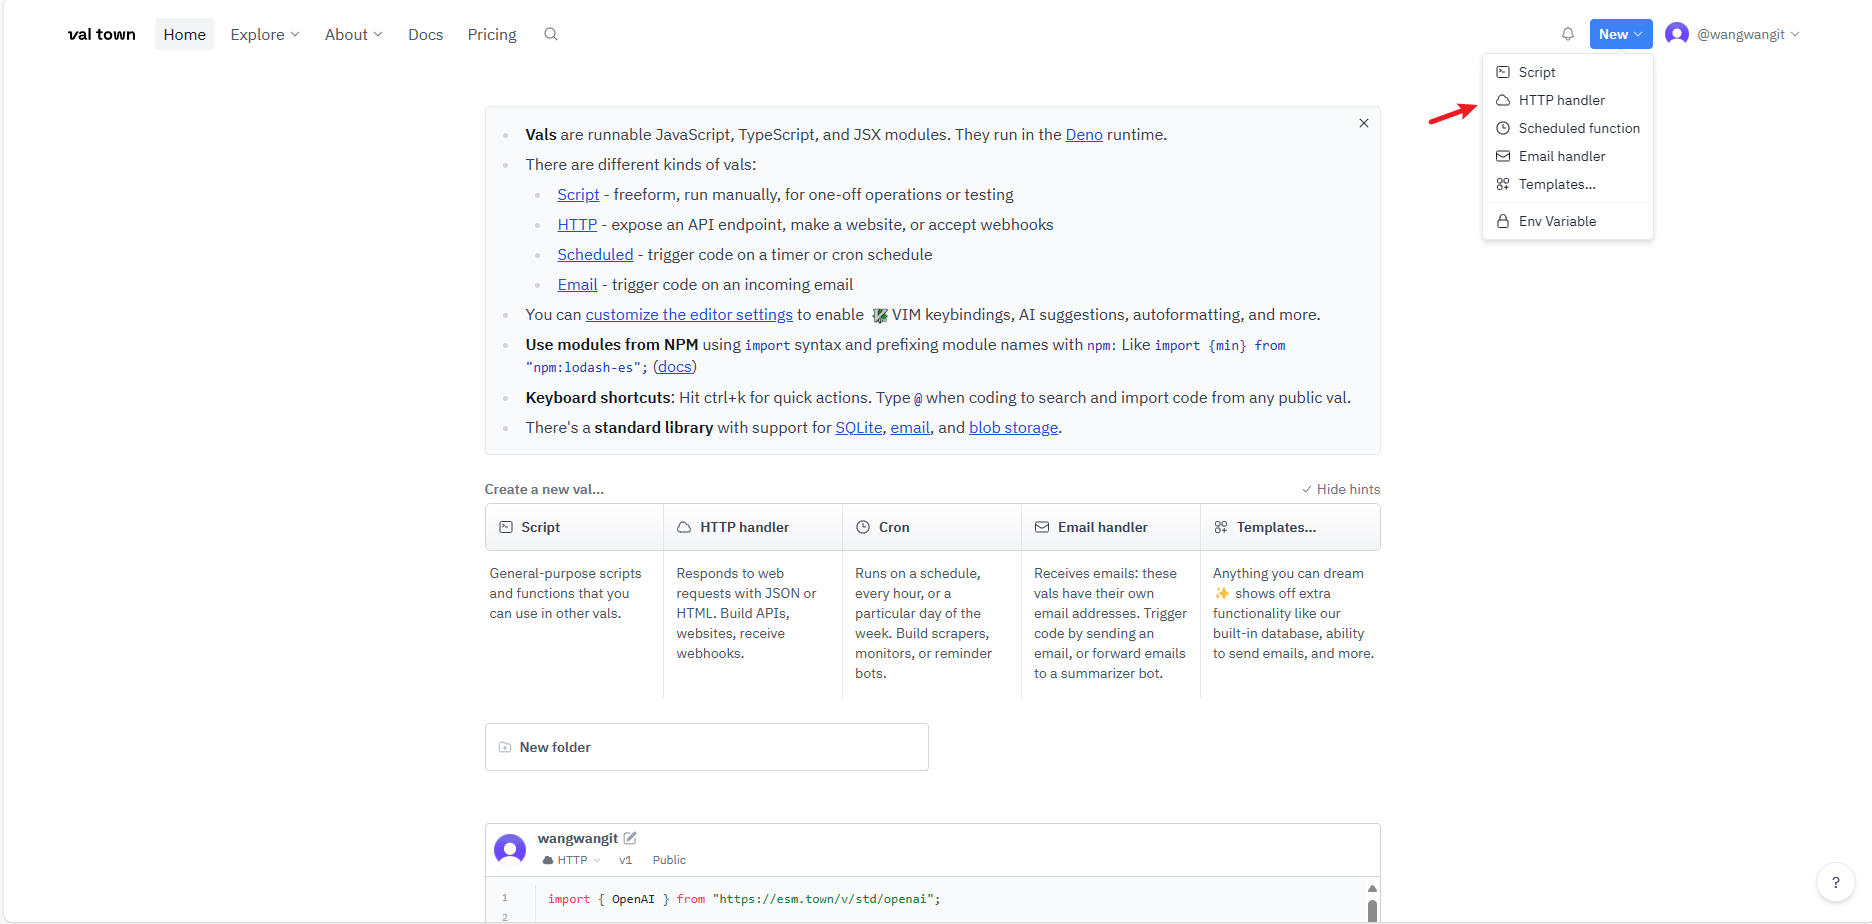 val town Home Explore About Docs Pricing New @wangwangit
Script
HTTP handler
Scheduled function
Email handler
Templates...
Env Variable
Vals are runnable JavaScript, TypeScript, and JSX modules. They run in the Deno runtime.
There are different kinds of vals:
Script - freeform, run manually, for one-off operations or testing
HTTP - expose an API endpoint, make a website, or accept webhooks
Scheduled - trigger code on a timer or cron schedule
Email - trigger code on an incoming email
You can customize the editor settings to enable VIM keybindings, AI suggestions, autoformatting, and more.
Use modules from NPM using import syntax and prefixing module names with npm: Like import {min} from
"npm:lodash-es"; (docs)
Keyboard shortcuts: Hit ctrl+k for quick actions. Type @ when coding to search and import code from any public val.
There's a standard library with support for SQLite, email, and blob storage.
Create a new val... Hide hints
Script
General-purpose scripts
and functions that you
can use in other vals.
HTTP handler
Responds to web
requests with JSON or
HTML. Build APIs,
websites, receive
webhooks.
Cron
Runs on a schedule,
every hour, or a
particular day of the
week. Build scrapers,
monitors, or reminder
bots.
Email handler
Receives emails: these
vals have their own
email addresses. Trigger
code by sending an
email, or forward emails
to a summarizer bot.
Templates...
Anything you can dream
✨ shows off extra
functionality like our
built-in database, ability
to send emails, and more.
New folder
wangwangit
HTTP v1 Public
1 import { OpenAI } from "https://esm.town/v/std/openai";
2
?